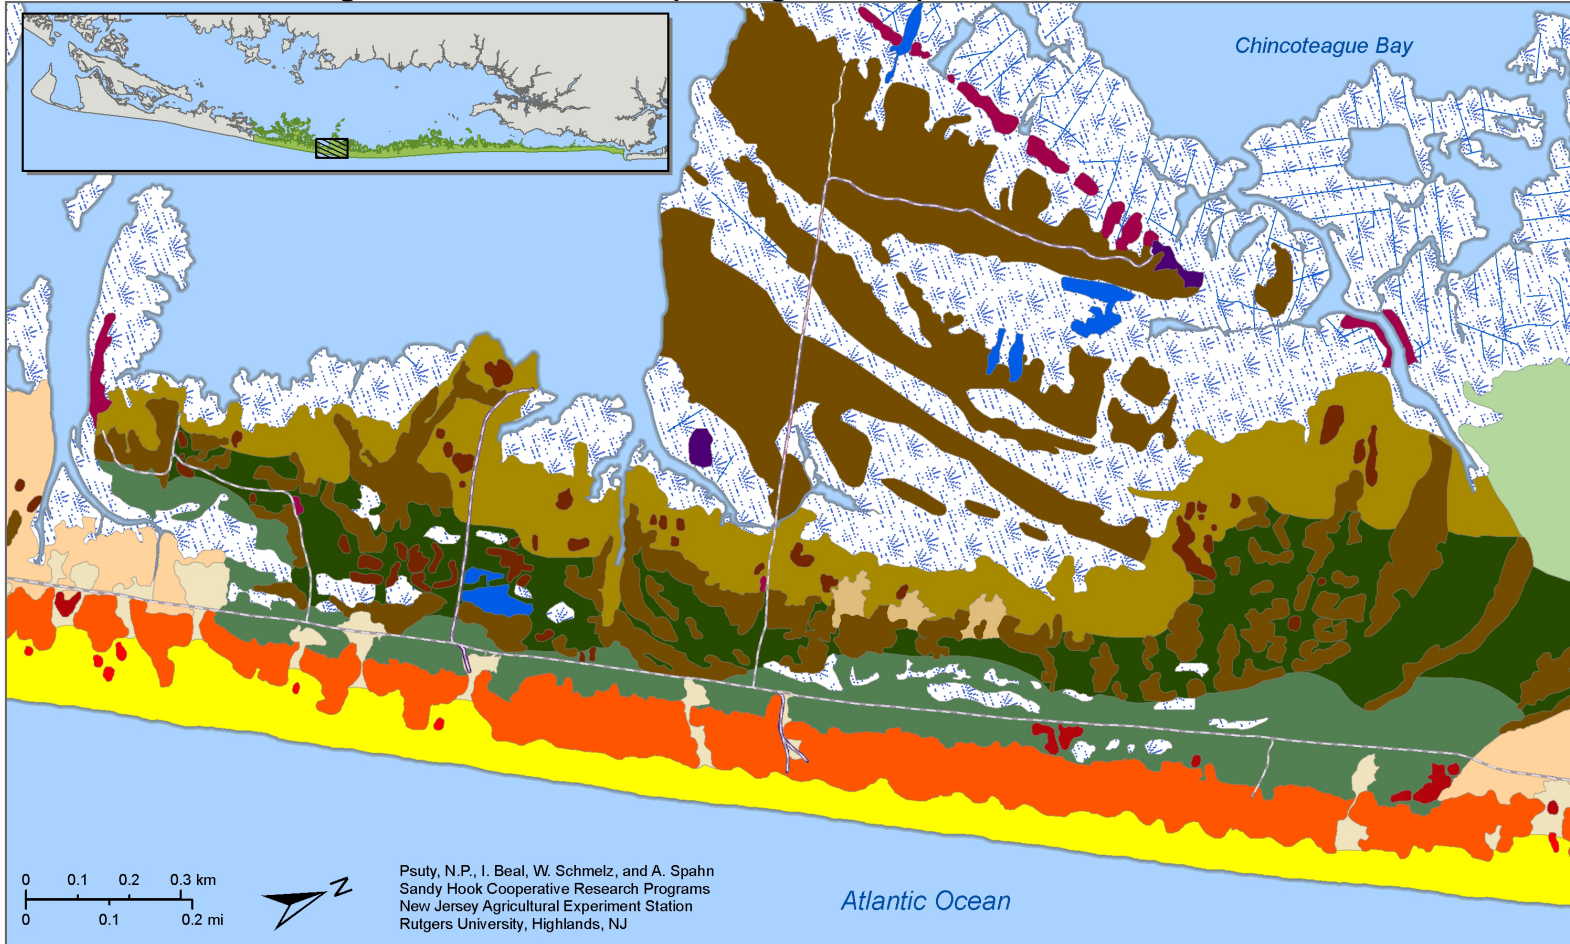 Chincoteague Bay
0 0.1 0.2 0.3 km
0 0.1 0.2 mi
N
Psuty, N.P., I. Beal, W. Schmelz, and A. Spahn
Sandy Hook Cooperative Research Programs
New Jersey Agricultural Experiment Station
Rutgers University, Highlands, NJ
Atlantic Ocean